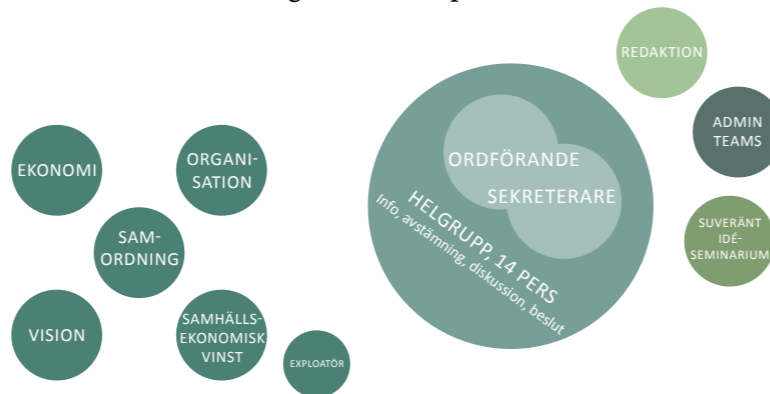 REDAKTION
ADMIN
TEAMS
SUVERÄNT
IDÉ-
SEMINARIUM
ORDFÖRANDE
SEKRETERARE
HELGRUPP, 14 PERS
Info, avstämning, diskussion, beslut
EKONOMI
ORGANI-
SATION
SAM-
ORDNING
VISION
SAMHÄLLS-
EKONOMISK
VINST
EXPLOATÖR